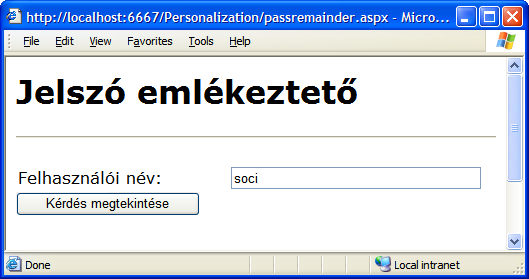 http://localhost:6667/Personalization/passremainder.aspx - Micro...
File Edit View Favorites Tools Help
Jelszó emlékeztető
Felhasználói név: soci
Kérdés megtekintése
Done Local intranet